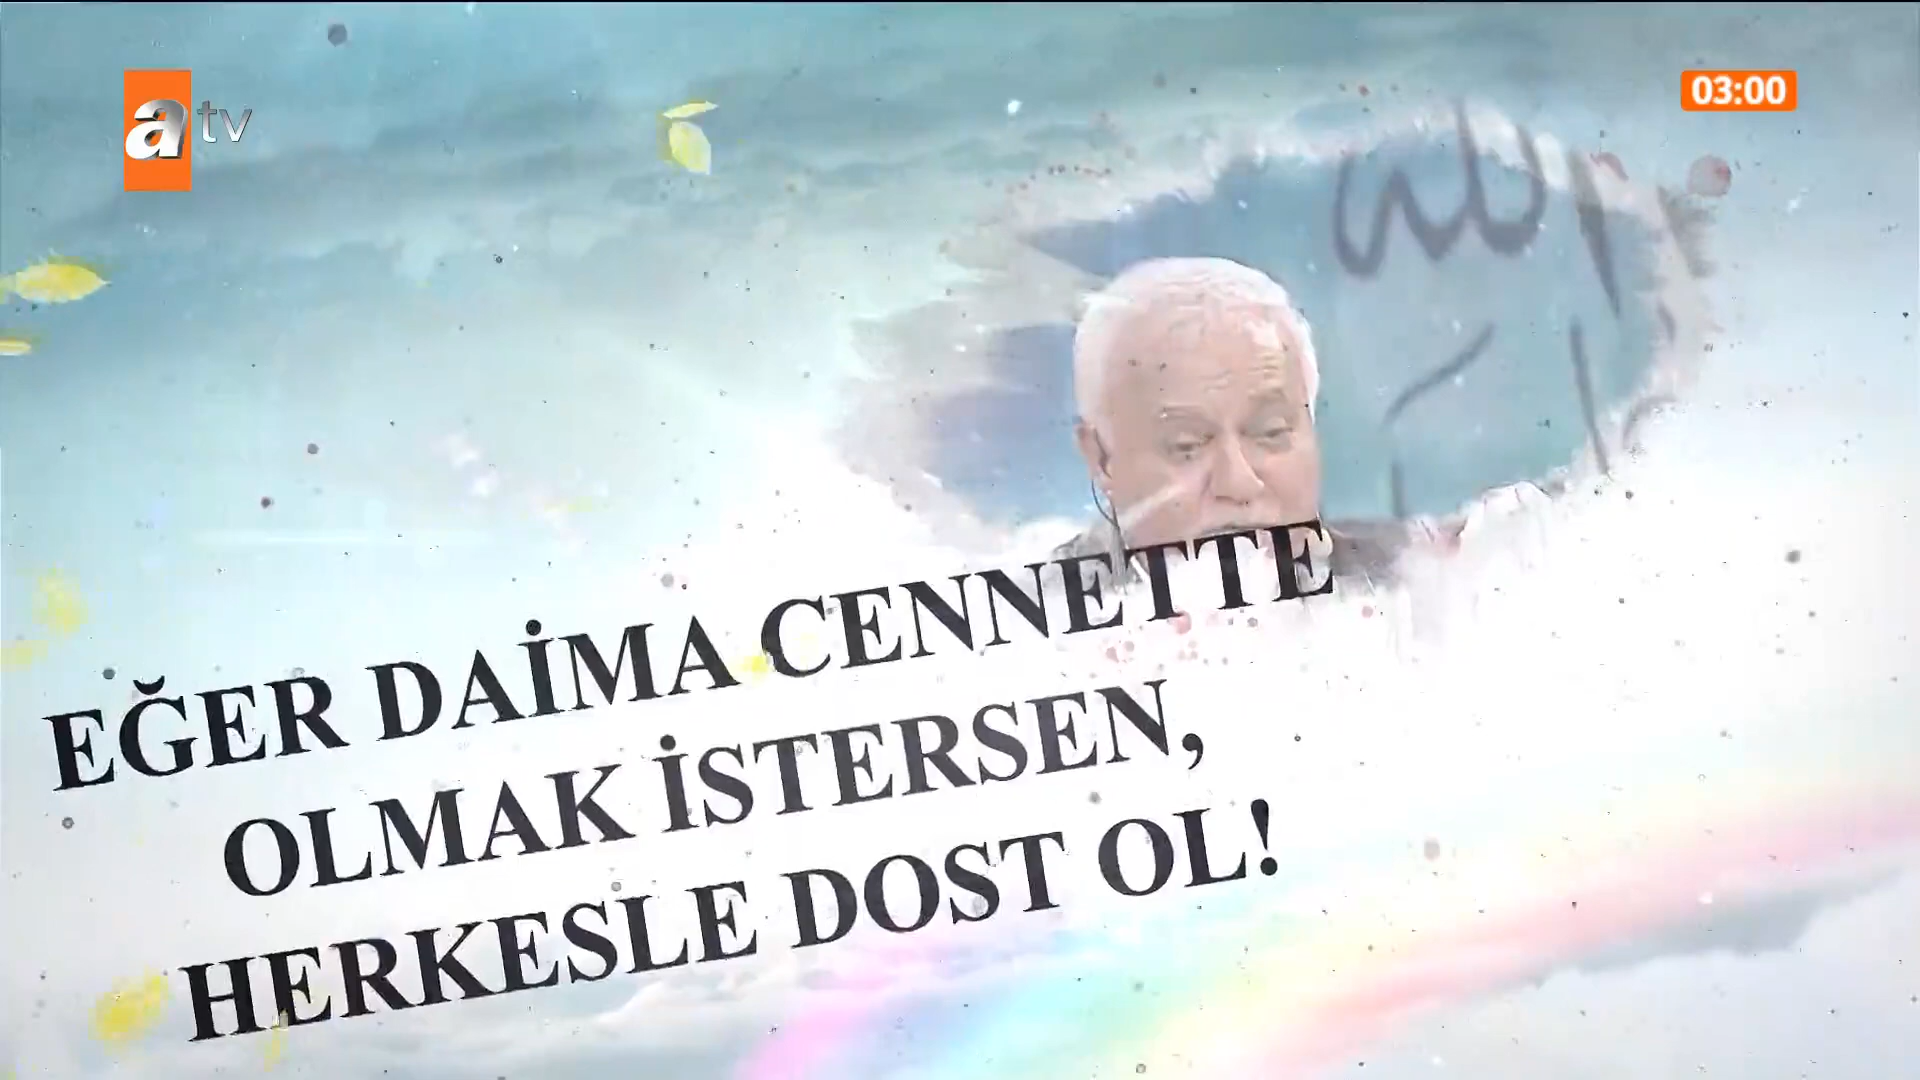 atv
03:00
EĞER DAİMA CENNETTE
OLMAK İSTERSEN,
HERKESLE DOST OL!